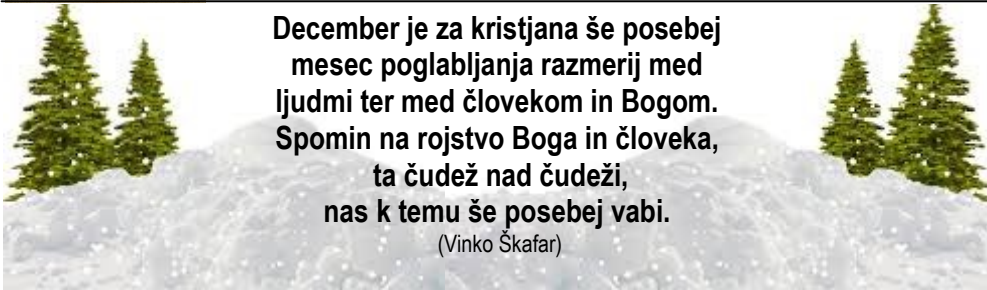 December je za kristjana še posebej
mesec poglabljanja razmerij med
ljudmi ter med človekom in Bogom.
Spomin na rojstvo Boga in človeka,
ta čudež nad čudeži,
nas k temu še posebej vabi.
(Vinko Škafar)